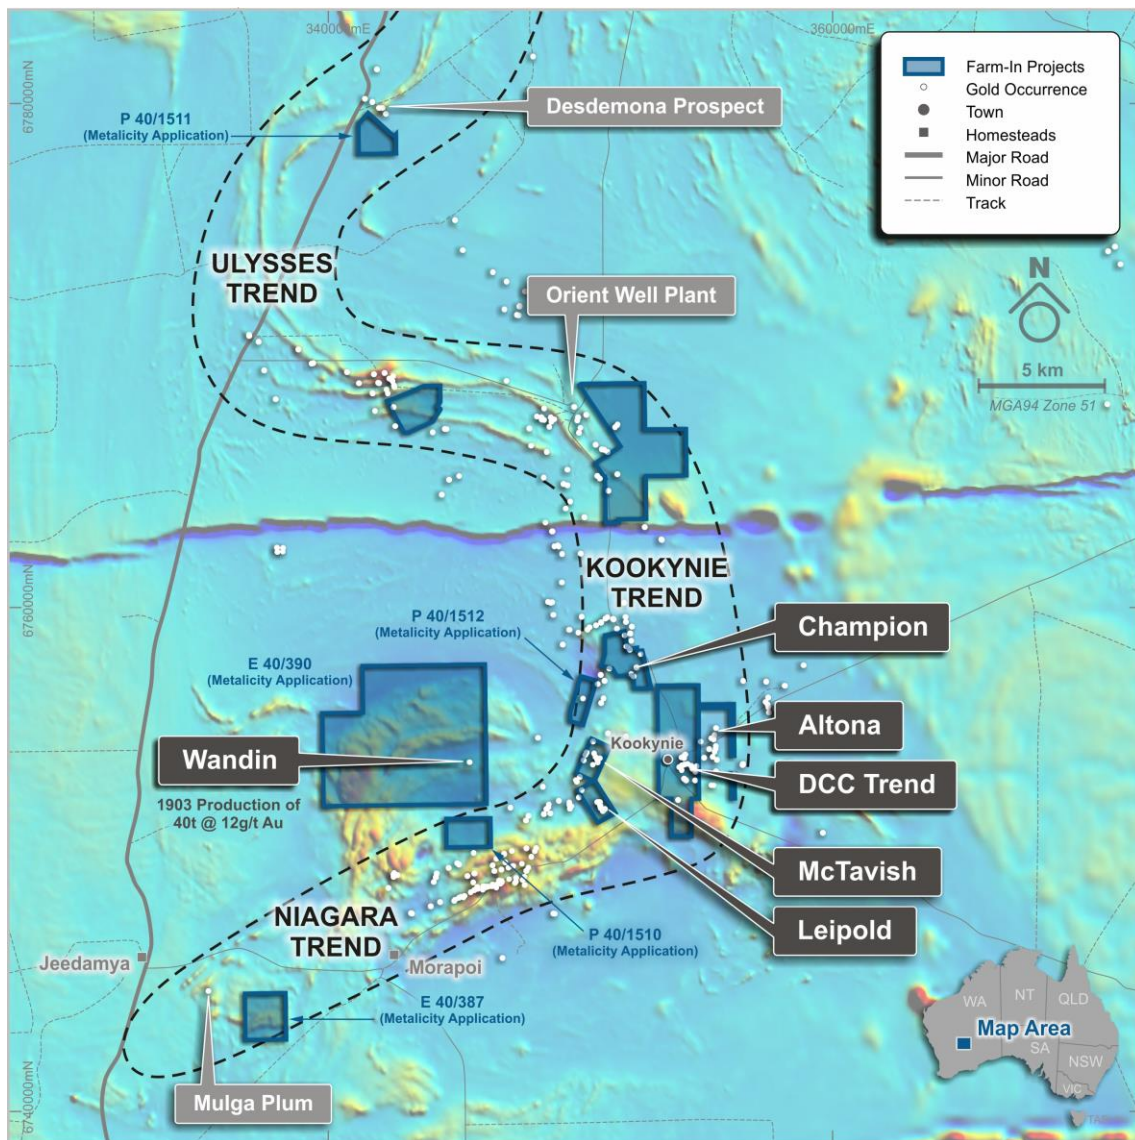 340000mE
360000mE
6780000mN
6760000mN
6740000mN
Farm-In Projects
Gold Occurrence
Town
Homesteads
Major Road
Minor Road
Track
Desdemona Prospect
P 40/1511
(Metalicity Application)
ULYSSES
TREND
Orient Well Plant
N
5 km
MGA94 Zone 51
KOOKYNIE
TREND
P 40/1512
(Metalicity Application)
Champion
E 40/390
(Metalicity Application)
Altona
Kookynie
Wandin
DCC Trend
1903 Production of
40t @ 12g/t Au
McTavish
NIAGARA
TREND
Leipold
P 40/1510
(Metalicity Application)
Jeedamya
Morapoi
E 40/387
(Metalicity Application)
Mulga Plum
WA
NT
QLD
Map Area
SA
NSW
VIC
TAS